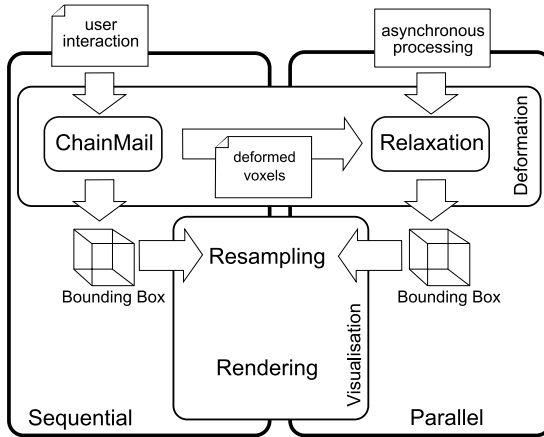 user
interaction
asynchronous
processing
ChainMail
deformed
voxels
Relaxation
Deformation
Bounding Box
Resampling
Bounding Box
Rendering
Visualisation
Sequential
Parallel